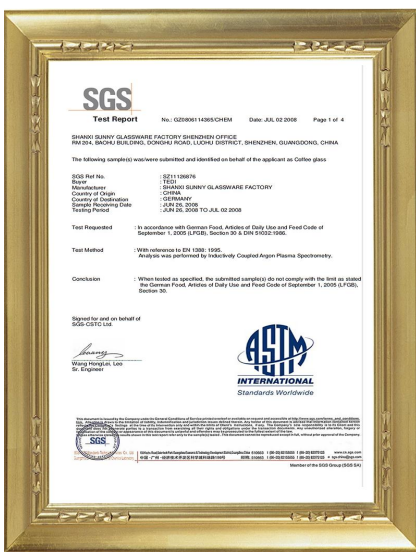 SGS
Test Report No.: GZ0806114365/CHEM Date: JUL 02 2008 Page 1 of 4
SHANXI SUNNY GLASSWARE FACTORY SHENZHEN OFFICE
RM 204, BAOHU BUILDING, DONGHU ROAD, LUOHU DISTRICT, SHENZHEN, GUANGDONG, CHINA
The following sample(s) was/were submitted and identified on behalf of the applicant as Coffee glass
SGS Ref No. : SZ11126876
Buyer : TEDI
Manufacturer : SHANXI SUNNY GLASSWARE FACTORY
Country of Origin : CHINA
Country of Destination : GERMANY
Sample Receiving Date : JUN 26, 2008
Testing Period : JUN 26, 2008 TO JUL 02 2008
Test Requested : In accordance with German Food, Articles of Daily Use and Feed Code of
September 1, 2005 (LFGB), Section 30 & DIN 51032:1986.
Test Method : With reference to EN 1388: 1995.
Analysis was performed by Inductively Coupled Argon Plasma Spectrometry.
Conclusion : When tested as specified, the submitted sample(s) do not comply with the limit as stated
the German Food, Articles of Daily Use and Feed Code of September 1, 2005 (LFGB),
Section 30.
Signed for and on behalf of
SGS-CSTC Ltd.
Wang HongLei, Leo
Sr. Engineer
ASTM
INTERNATIONAL
Standards Worldwide
SGS
Member of the SGS Group (SGS SA)